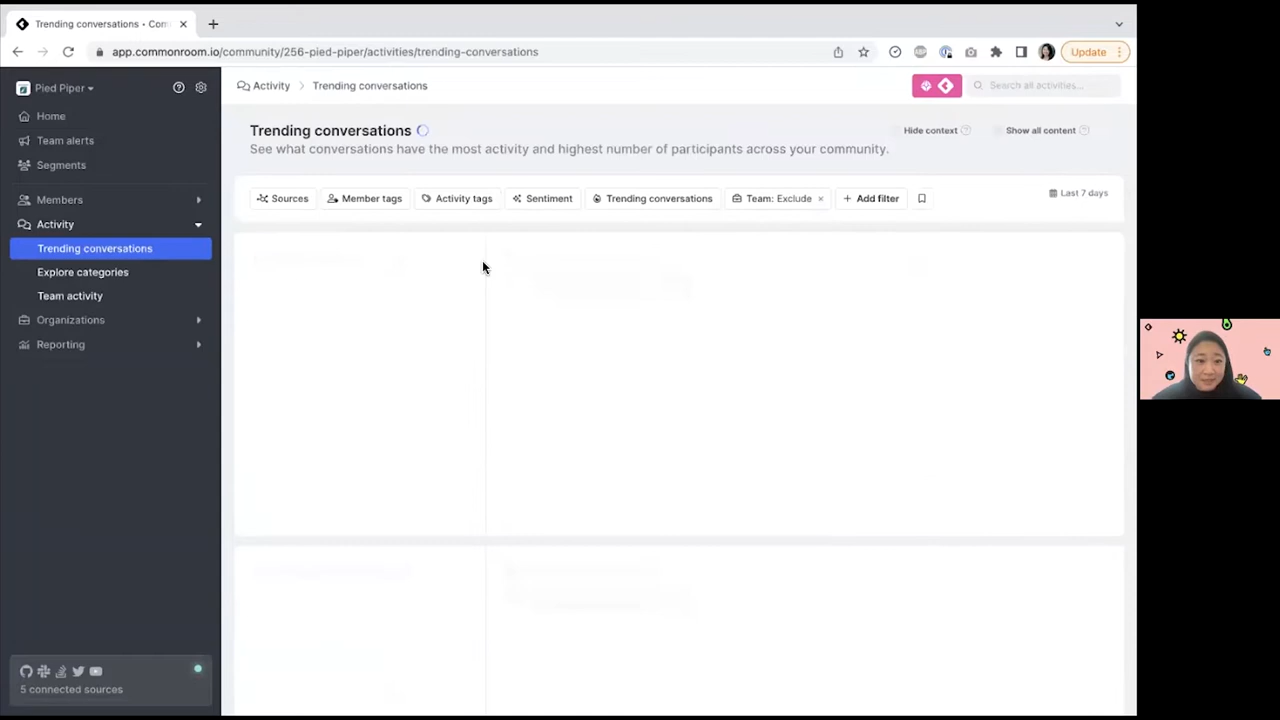 Trending conversations • Com
app.commonroom.io/community/256-pied-piper/activities/trending-conversations
Update
Pied Piper
Home
Team alerts
Segments
Members
Activity
Trending conversations
Explore categories
Team activity
Organizations
Reporting
5 connected sources
Activity
Trending conversations
Search all activities...
Trending conversations
Hide context
Show all content
See what conversations have the most activity and highest number of participants across your community.
Sources
Member tags
Activity tags
Sentiment
Trending conversations
Team: Exclude
+ Add filter
Last 7 days